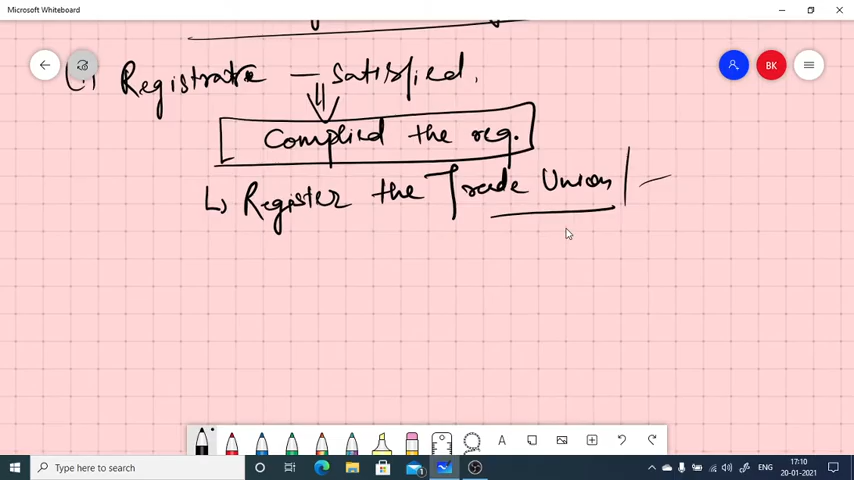 Microsoft Whiteboard
BK
Registrar — Satisfied.
Complied the req.
↳ Register the Trade Union | —
A
Type here to search
1
ENG
17:10
20-01-2021